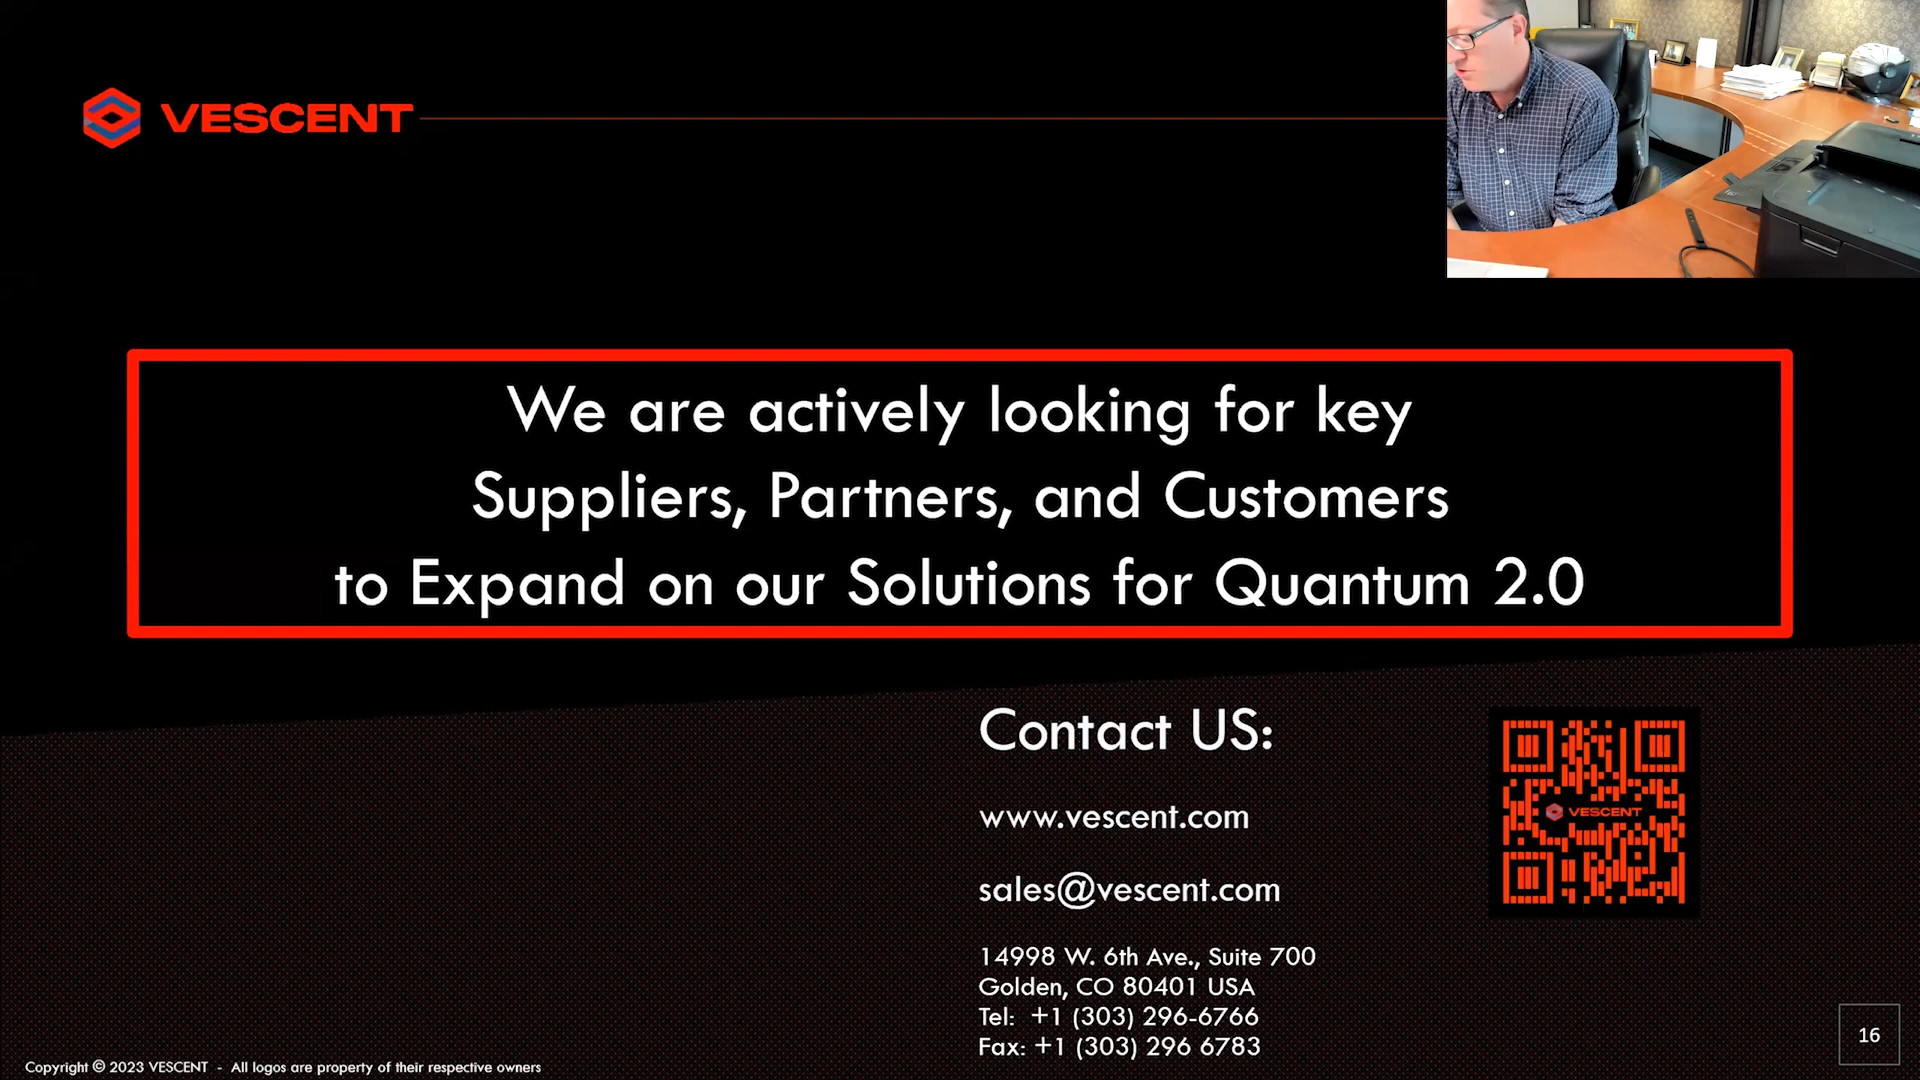 VESCENT
We are actively looking for key
Suppliers, Partners, and Customers
to Expand on our Solutions for Quantum 2.0
Contact US:
www.vescent.com
sales@vescent.com
VESCENT
14998 W. 6th Ave., Suite 700
Golden, CO 80401 USA
Tel: +1 (303) 296-6766
Fax: +1 (303) 296 6783
16
Copyright © 2023 VESCENT - All logos are property of their respective owners